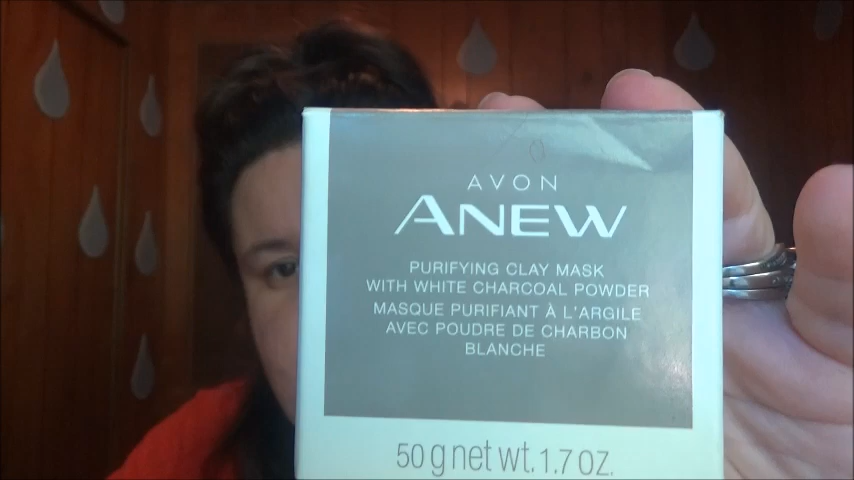 AVON
ANEW
PURIFYING CLAY MASK
WITH WHITE CHARCOAL POWDER
MASQUE PURIFIANT À L'ARGILE
AVEC POUDRE DE CHARBON
BLANCHE
50 g net wt. 1.7 OZ.